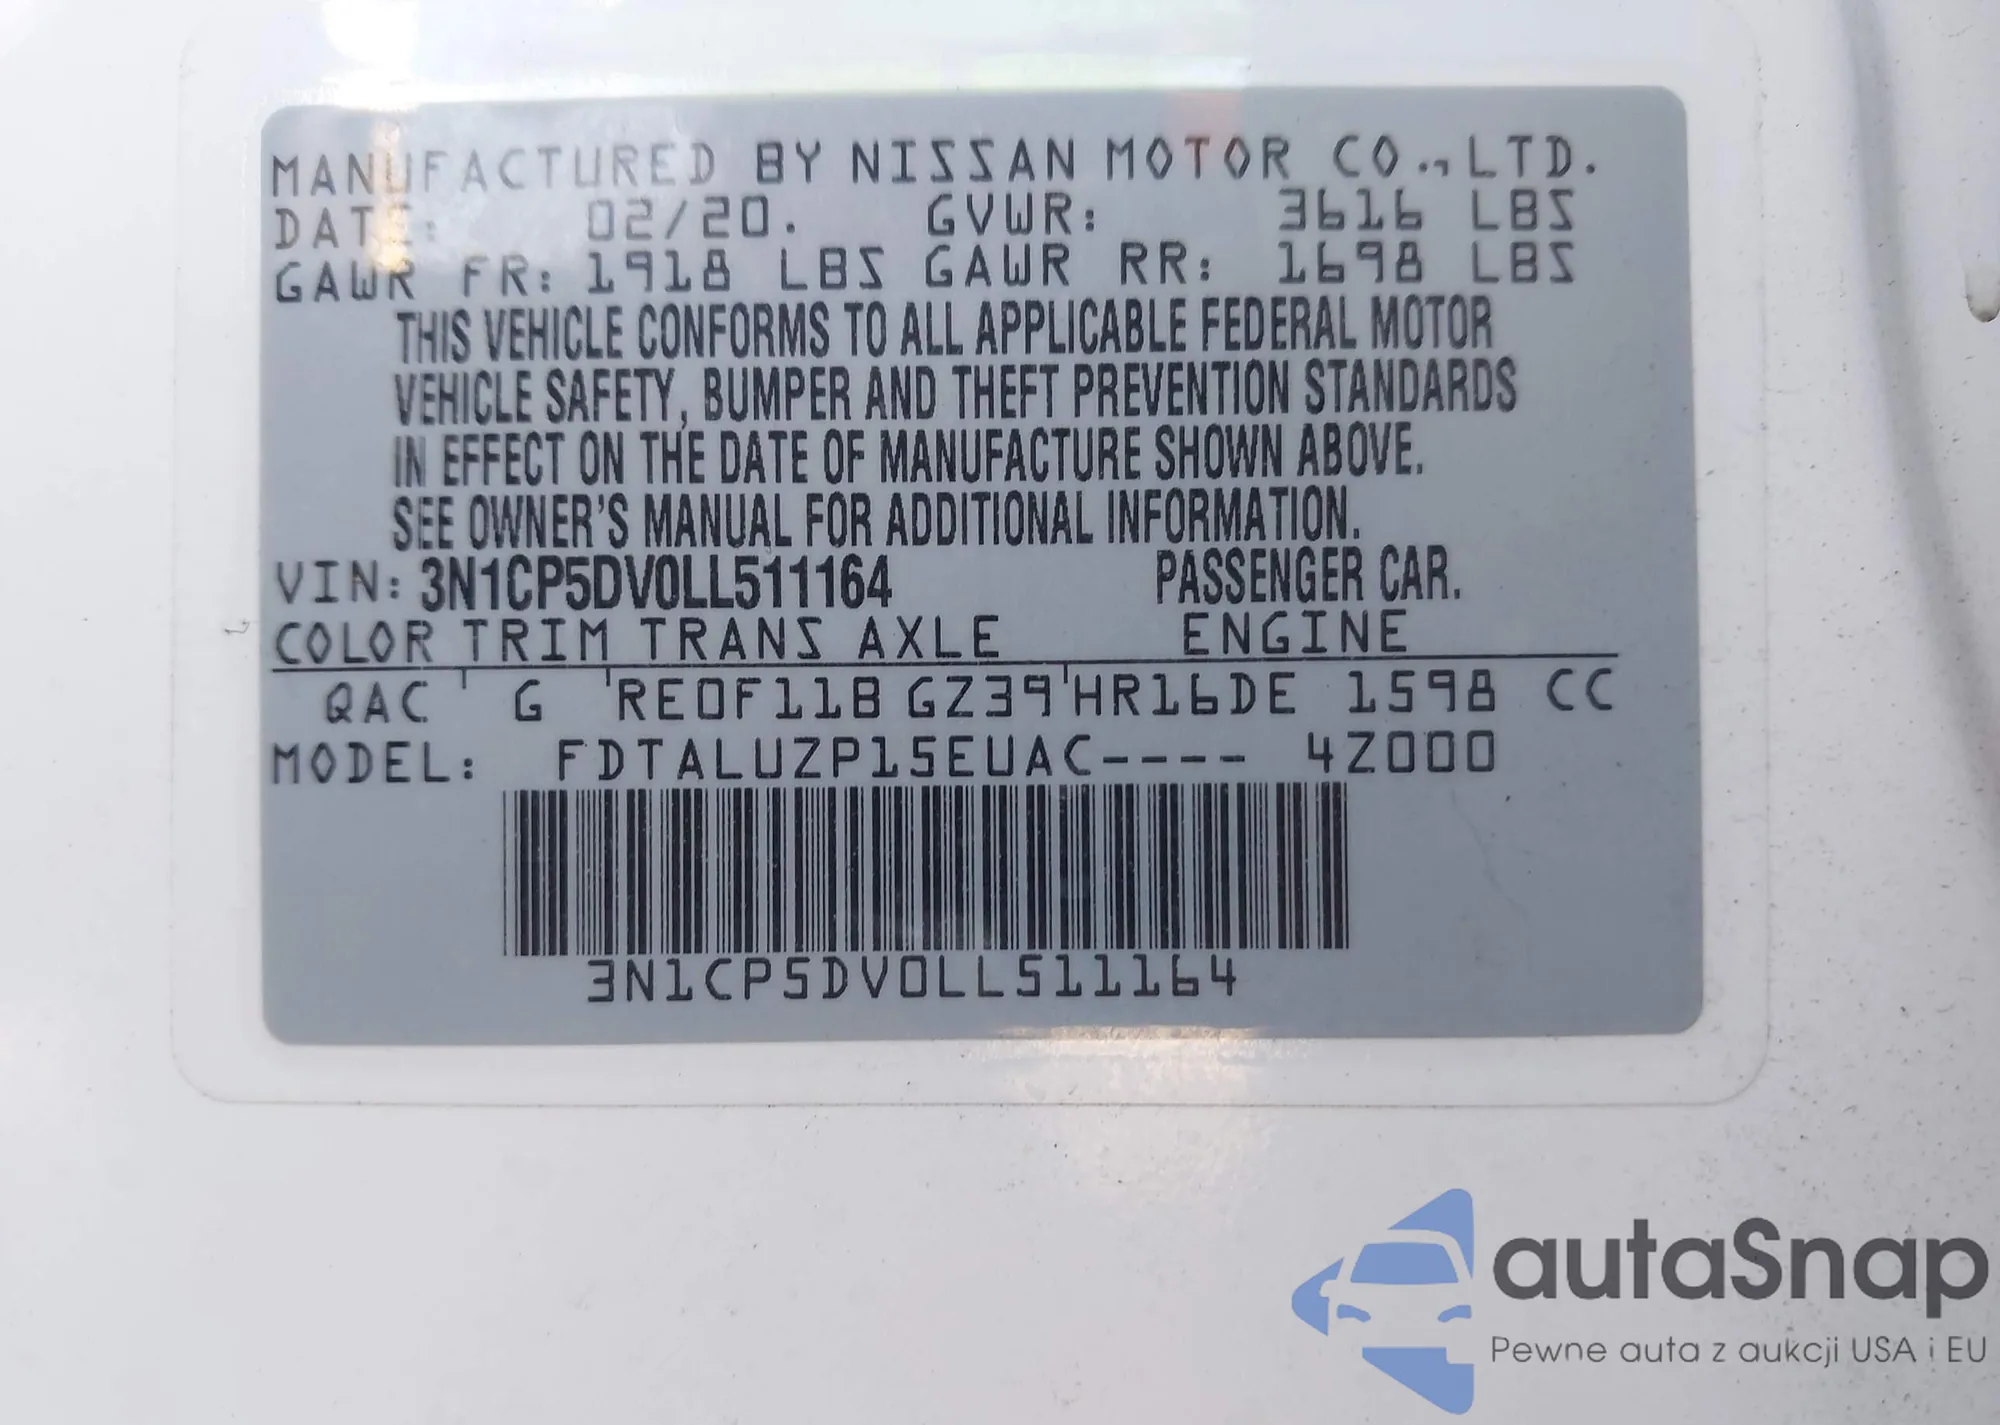 MANUFACTURED BY NISSAN MOTOR CO., LTD.
DATE: 02/20. GVWR: 3616 LBS
GAWR FR: 1918 LBS GAWR RR: 1698 LBS
THIS VEHICLE CONFORMS TO ALL APPLICABLE FEDERAL MOTOR
VEHICLE SAFETY, BUMPER AND THEFT PREVENTION STANDARDS
IN EFFECT ON THE DATE OF MANUFACTURE SHOWN ABOVE.
SEE OWNER'S MANUAL FOR ADDITIONAL INFORMATION.
VIN: 3N1CP5DV0LL511164 PASSENGER CAR.
COLOR TRIM TRANS AXLE ENGINE
QAC G RE0F11B GZ39 HR16DE 1598 CC
MODEL: FDTALUZP15EUAC---- 4Z000
3N1CP5DV0LL511164
autaSnap
Pewne auta z aukcji USA i EU